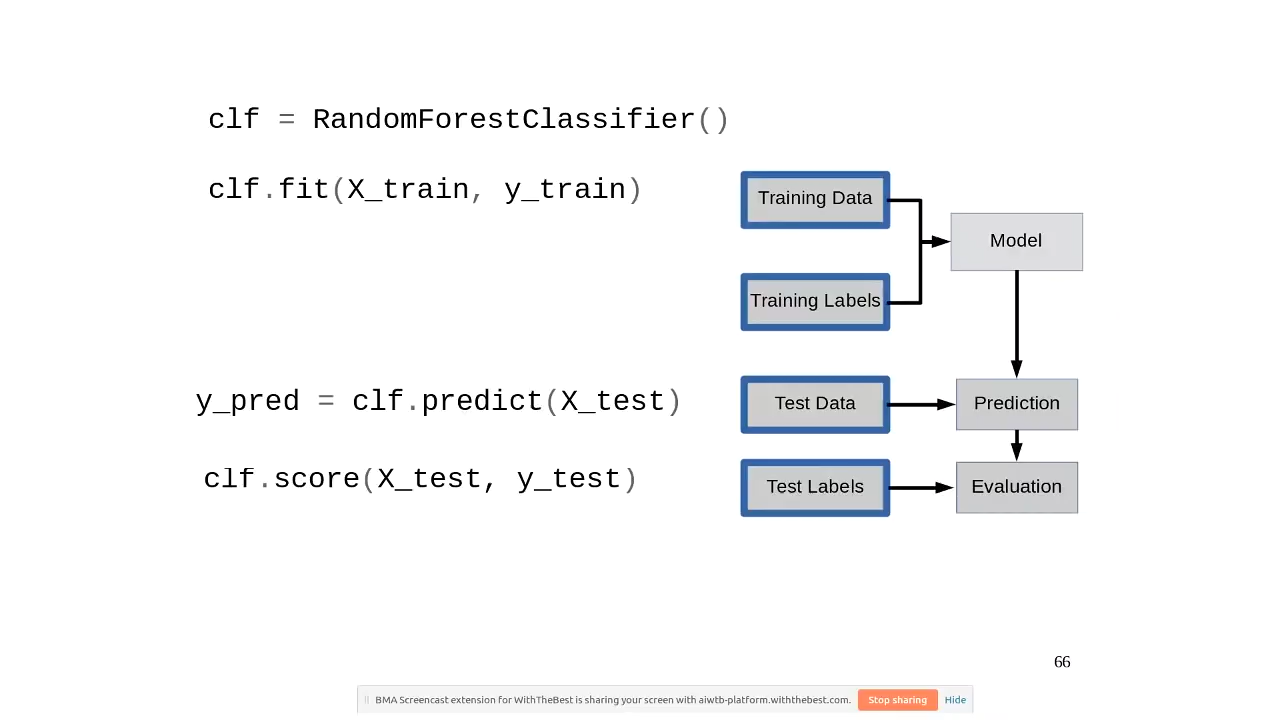 clf = RandomForestClassifier()
clf.fit(X_train, y_train)
Training Data
Model
Training Labels
y_pred = clf.predict(X_test)
Test Data
Prediction
clf.score(X_test, y_test)
Test Labels
Evaluation
66
BMA Screencast extension for WithTheBest is sharing your screen with aiwtb-platform.withthebest.com. Stop sharing Hide